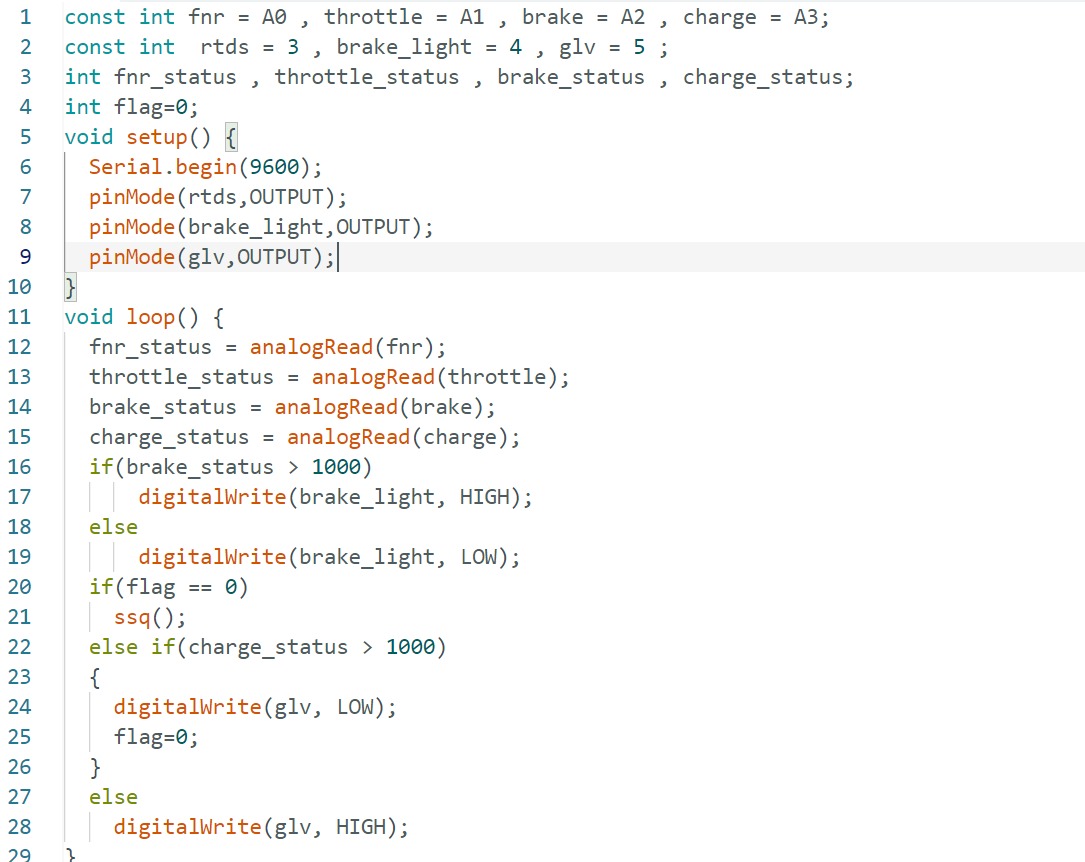 1 const int fnr = A0 , throttle = A1 , brake = A2 , charge = A3;
2 const int  rtds = 3 , brake_light = 4 , glv = 5 ;
3 int fnr_status , throttle_status , brake_status , charge_status;
4 int flag=0;
5 void setup() {
6   Serial.begin(9600);
7   pinMode(rtds,OUTPUT);
8   pinMode(brake_light,OUTPUT);
9   pinMode(glv,OUTPUT);
10 }
11 void loop() {
12   fnr_status = analogRead(fnr);
13   throttle_status = analogRead(throttle);
14   brake_status = analogRead(brake);
15   charge_status = analogRead(charge);
16   if(brake_status > 1000)
17       digitalWrite(brake_light, HIGH);
18   else
19       digitalWrite(brake_light, LOW);
20   if(flag == 0)
21     ssq();
22   else if(charge_status > 1000)
23   {
24     digitalWrite(glv, LOW);
25     flag=0;
26   }
27   else
28     digitalWrite(glv, HIGH);
29 }